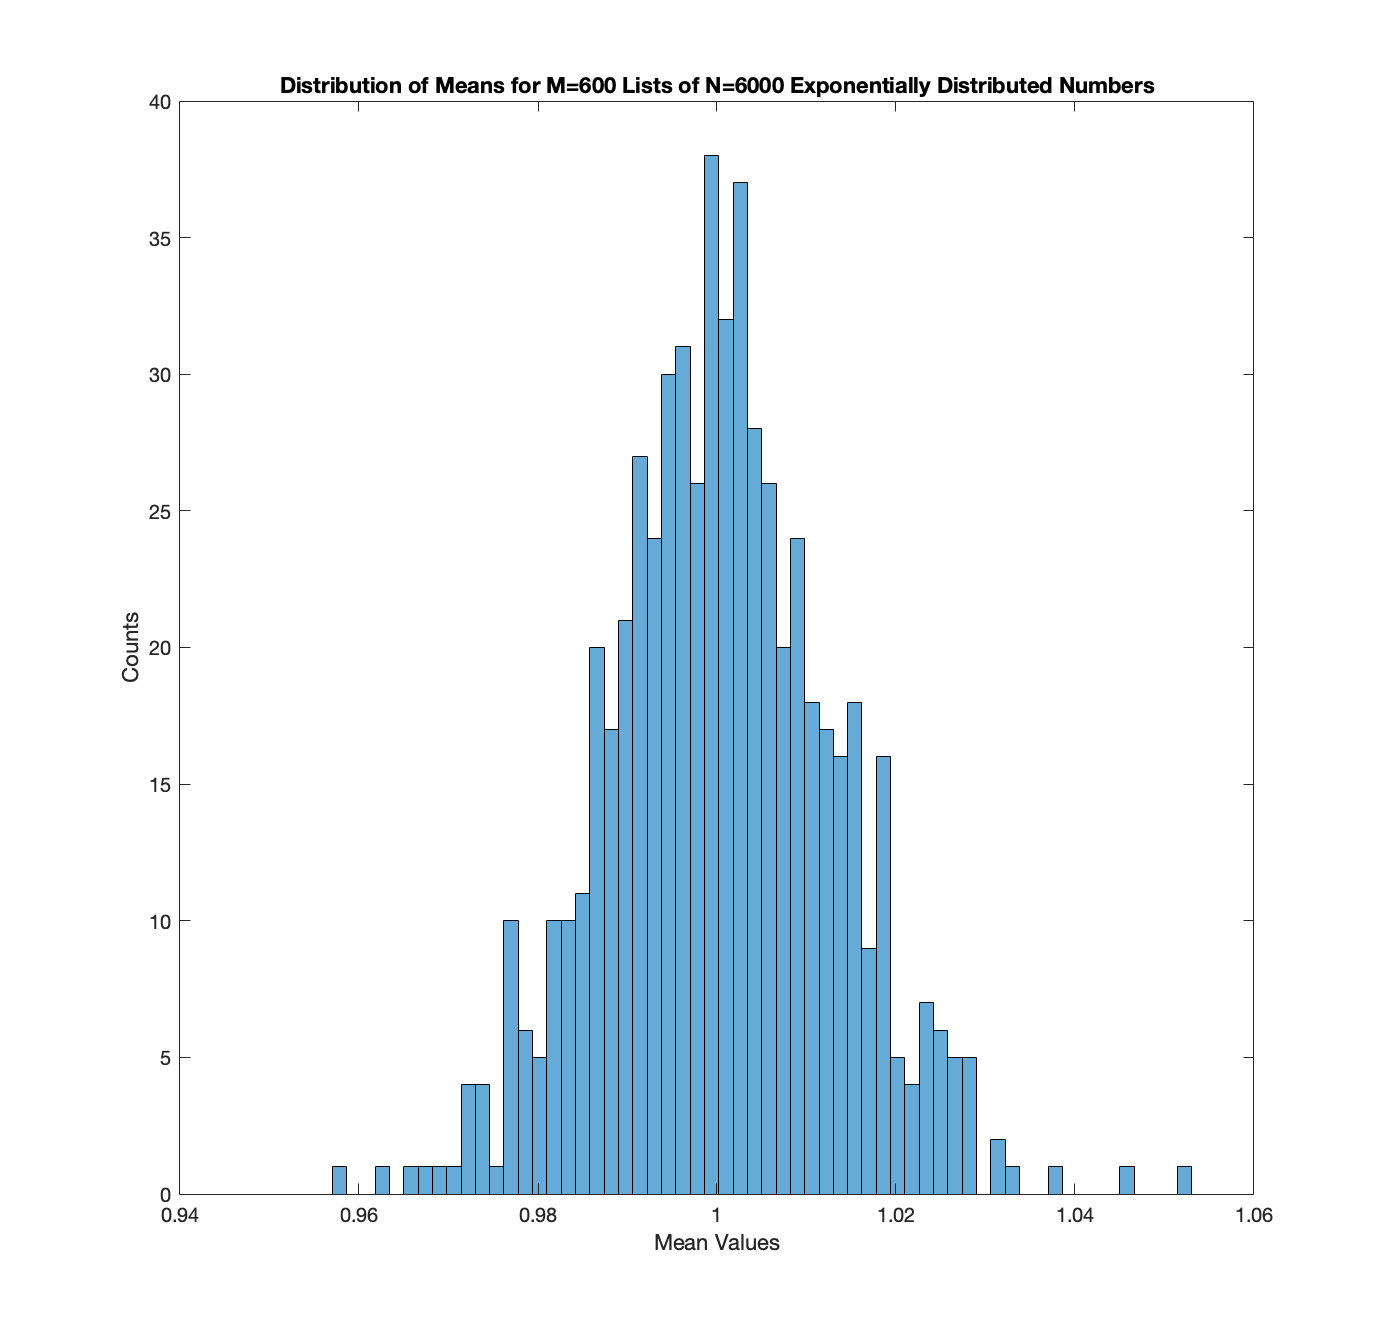 Distribution of Means for M=600 Lists of N=6000 Exponentially Distributed Numbers
40
35
30
25
20
15
10
5
0
Counts
0.94 0.96 0.98 1 1.02 1.04 1.06
Mean Values